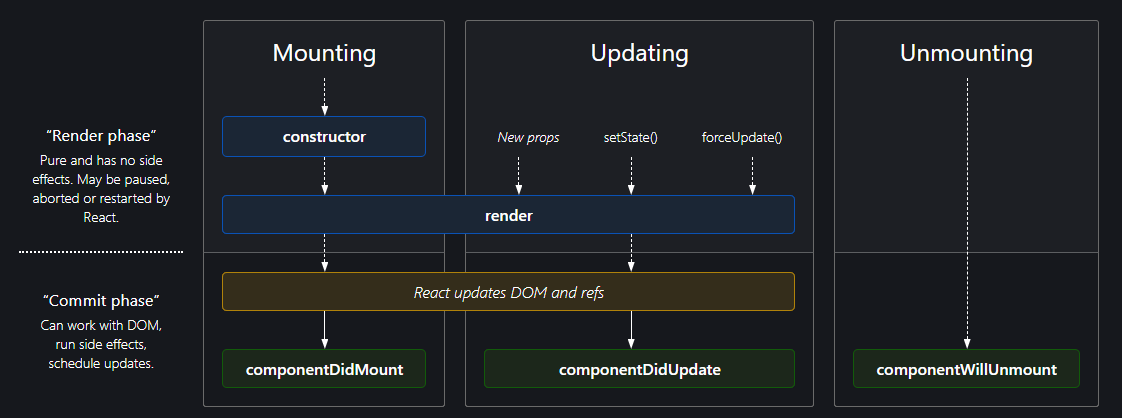 Mounting
Updating
Unmounting
“Render phase”
Pure and has no side
effects. May be paused,
aborted or restarted by
React.
constructor
New props
setState()
forceUpdate()
render
“Commit phase”
Can work with DOM,
run side effects,
schedule updates.
React updates DOM and refs
componentDidMount
componentDidUpdate
componentWillUnmount